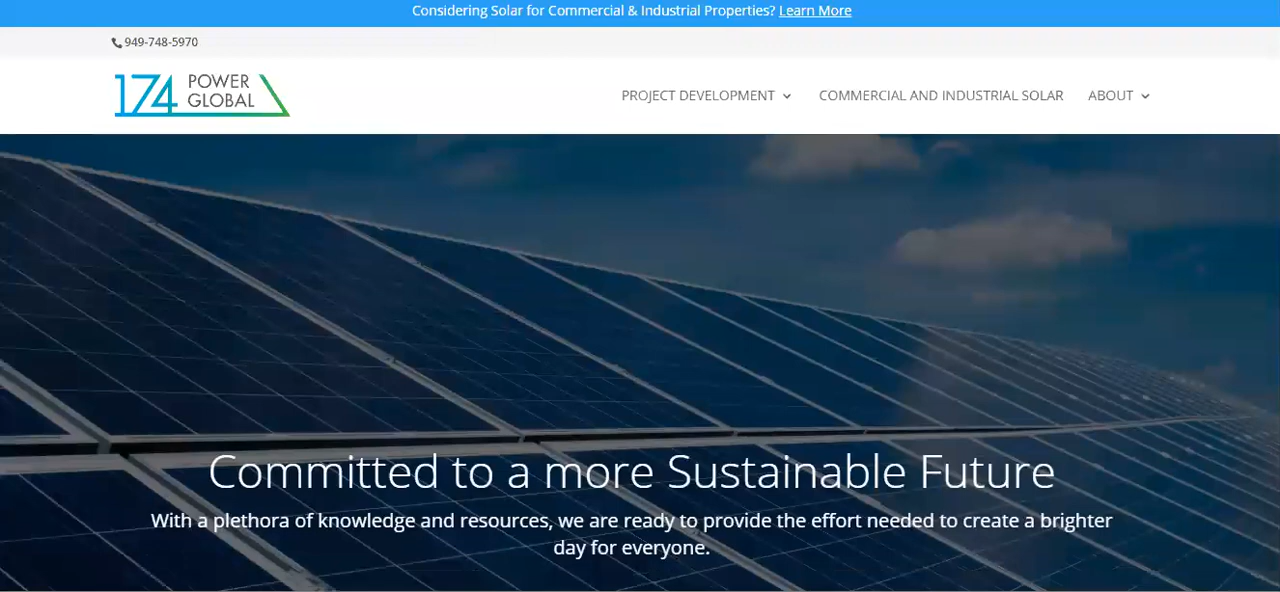 Considering Solar for Commercial & Industrial Properties? Learn More
949-748-5970
174 POWER GLOBAL
PROJECT DEVELOPMENT
COMMERCIAL AND INDUSTRIAL SOLAR
ABOUT
Committed to a more Sustainable Future
With a plethora of knowledge and resources, we are ready to provide the effort needed to create a brighter
day for everyone.